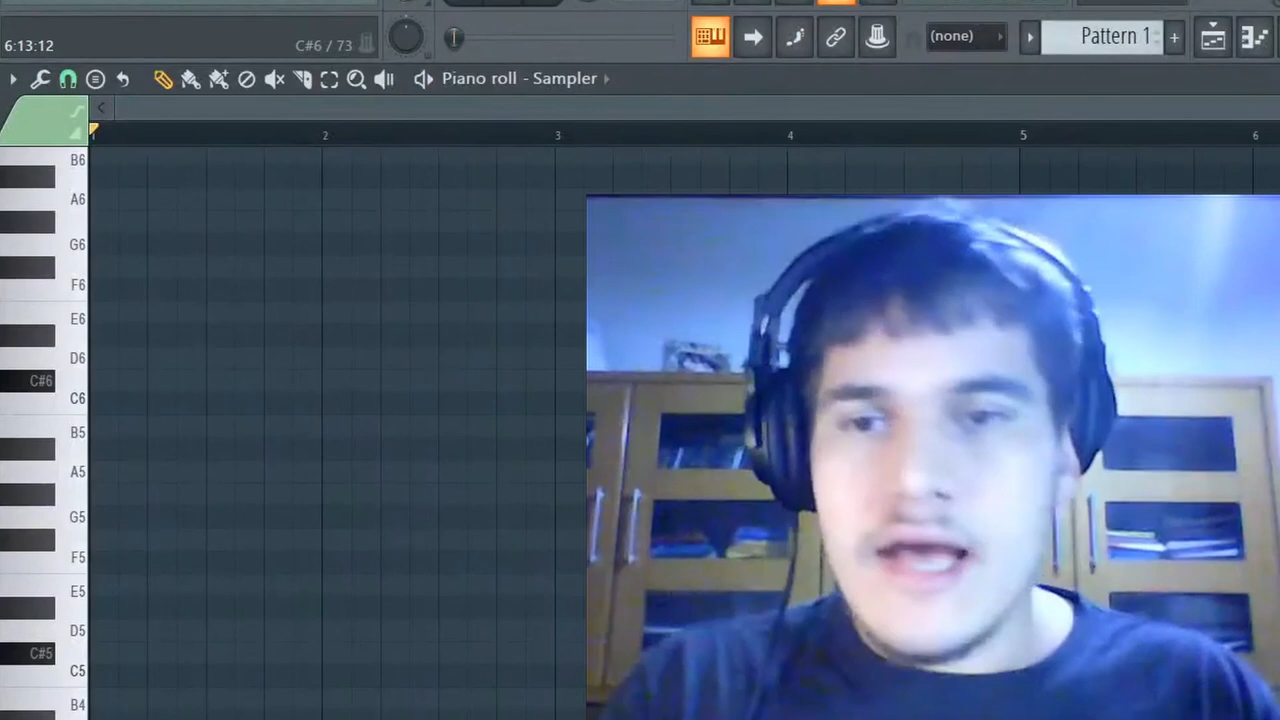 6:13:12
C#6 / 73
(none)
Pattern 1
+
Piano roll - Sampler
<
2
3
4
5
6
B6
A6
G6
F6
E6
D6
C#6
C6
B5
A5
G5
F5
E5
D5
C#5
C5
B4